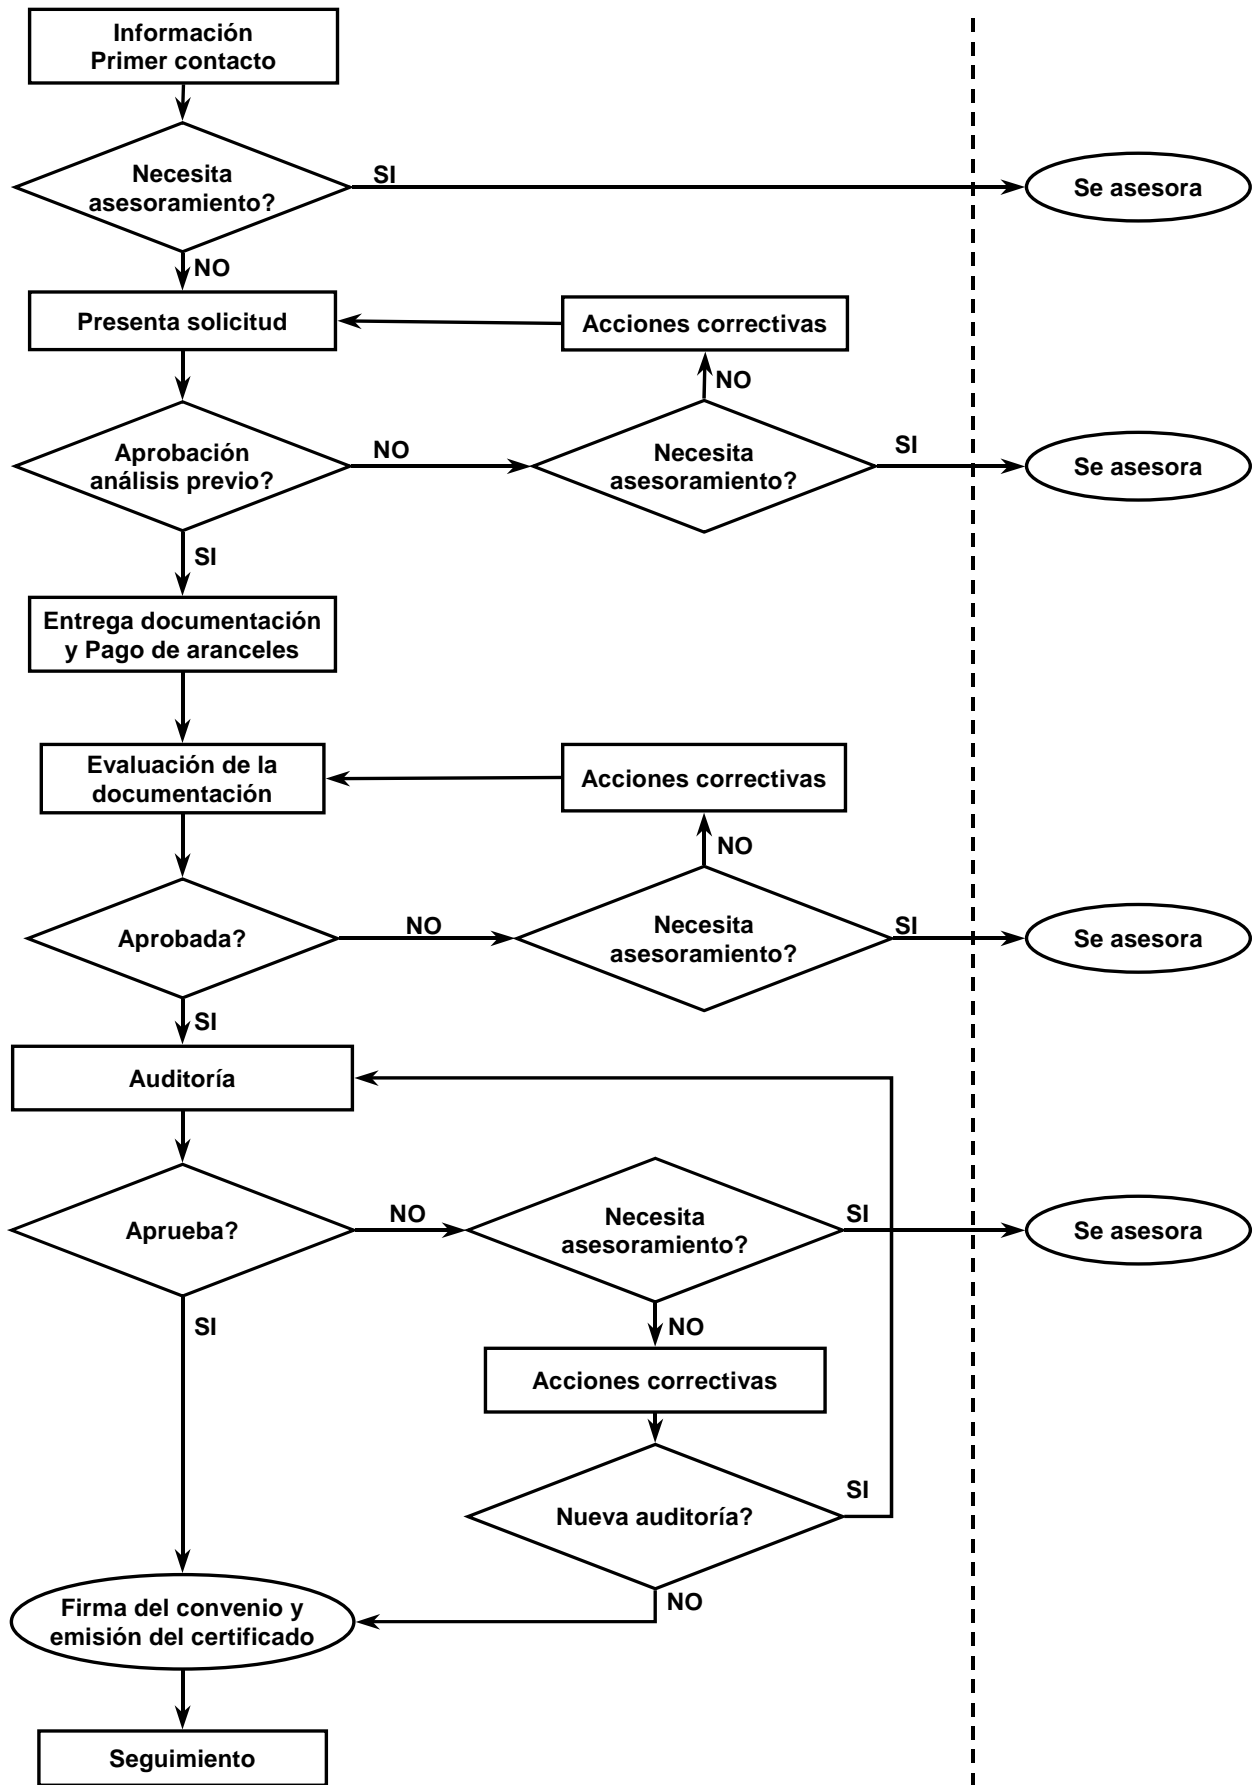 Información
Primer contacto
Necesita
asesoramiento?
SI
Se asesora
NO
Presenta solicitud
Acciones correctivas
NO
Aprobación
análisis previo?
NO
Necesita
asesoramiento?
SI
Se asesora
SI
Entrega documentación
y Pago de aranceles
Evaluación de la
documentación
Acciones correctivas
NO
Aprobada?
NO
Necesita
asesoramiento?
SI
Se asesora
SI
Auditoría
Aprueba?
NO
Necesita
asesoramiento?
SI
Se asesora
SI
NO
Acciones correctivas
Nueva auditoría?
SI
NO
Firma del convenio y
emisión del certificado
Seguimiento